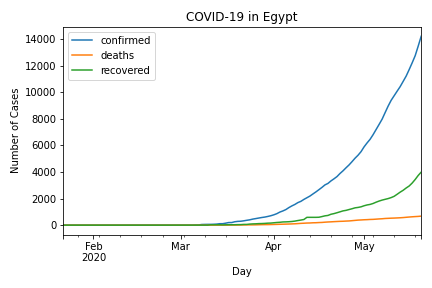 COVID-19 in Egypt
confirmed
deaths
recovered
Number of Cases
14000
12000
10000
8000
6000
4000
2000
0
Feb
2020
Mar
Apr
May
Day